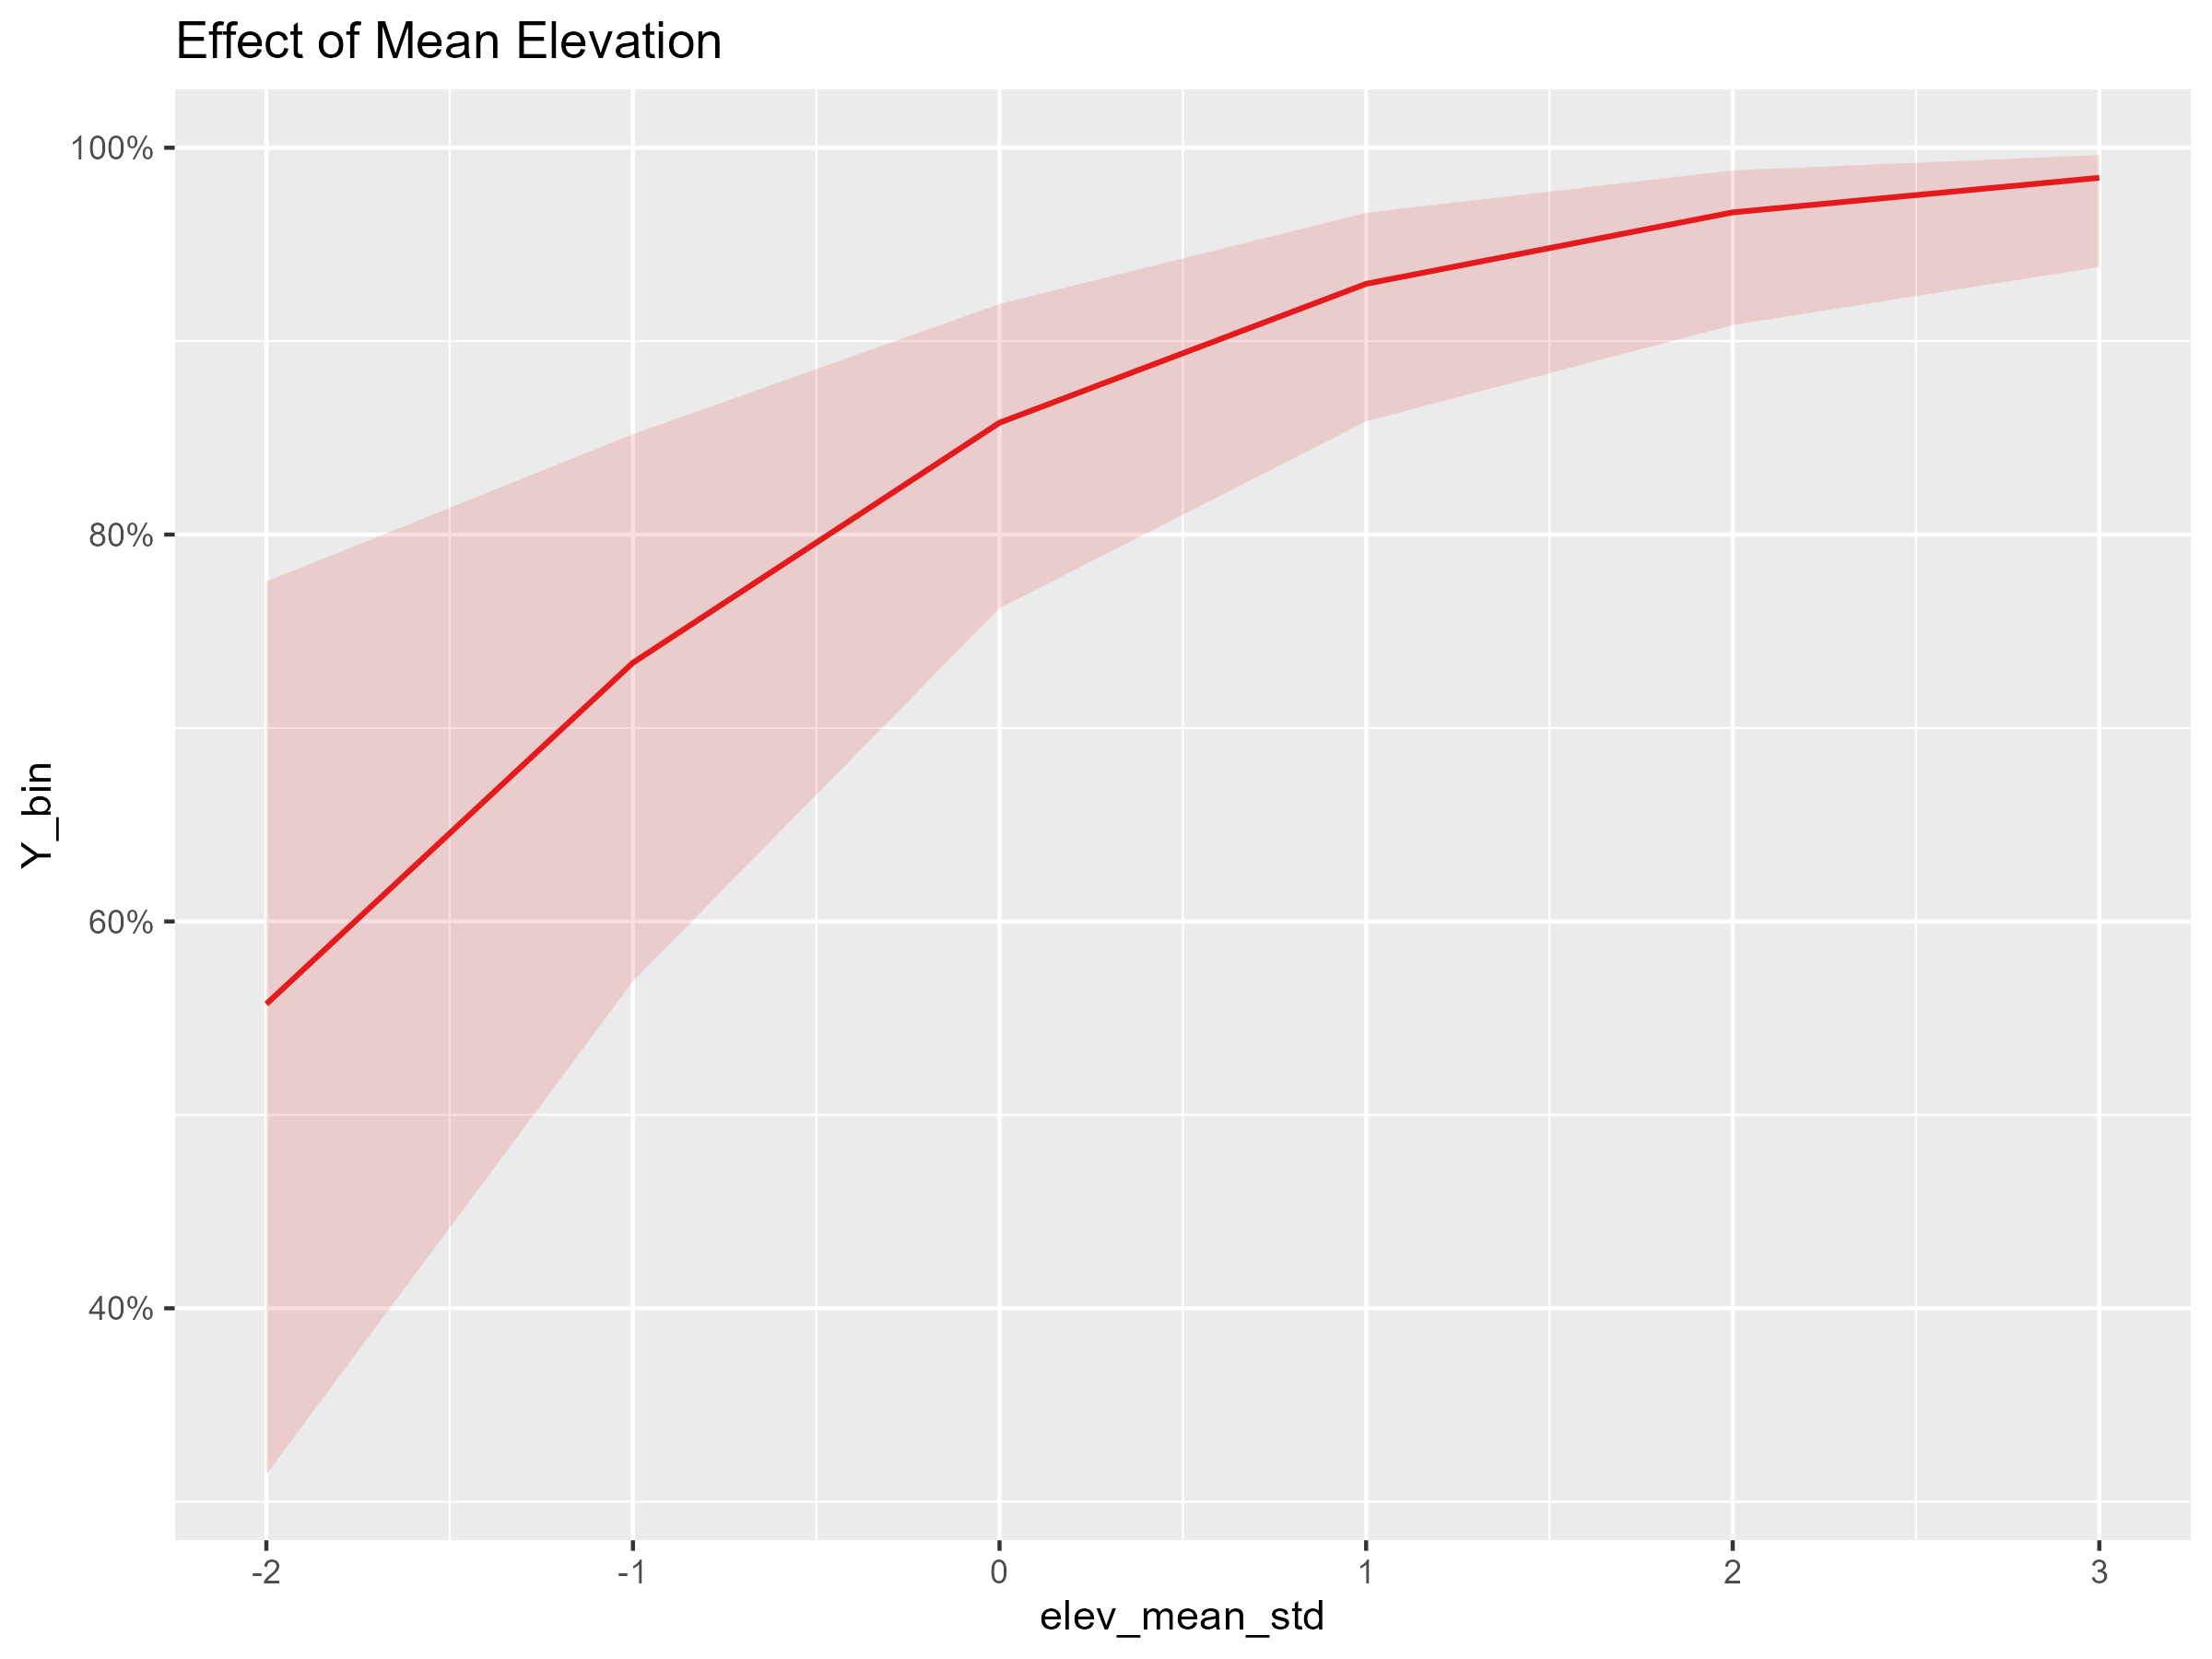 Effect of Mean Elevation
100%
80%
60%
40%
Y_bin
-2 -1 0 1 2 3
elev_mean_std